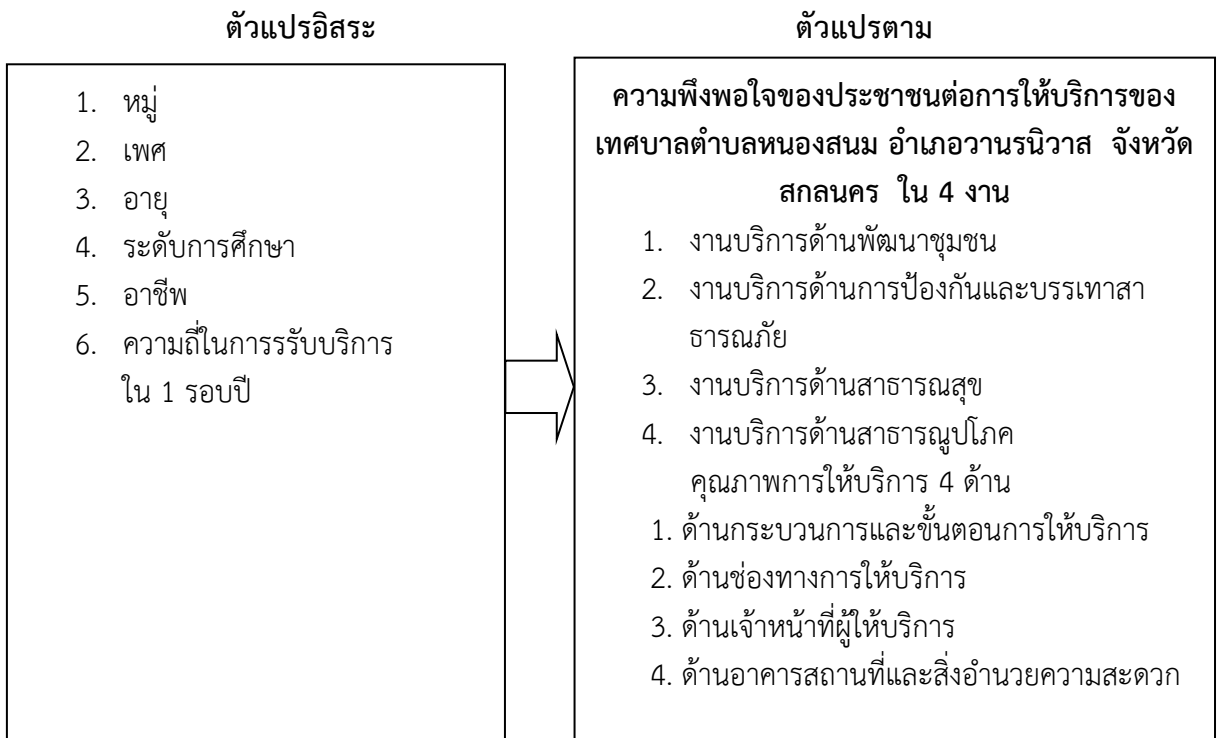 ตัวแปรอิสระ
1. หมู่
2. เพศ
3. อายุ
4. ระดับการศึกษา
5. อาชีพ
6. ความถี่ในการรรับบริการ
ใน 1 รอบปี
ตัวแปรตาม
ความพึงพอใจของประชาชนต่อการให้บริการของ
เทศบาลตำบลหนองสนม อำเภอวานรนิวาส จังหวัด
สกลนคร ใน 4 งาน
1. งานบริการด้านพัฒนาชุมชน
2. งานบริการด้านการป้องกันและบรรเทาสา
ธารณภัย
3. งานบริการด้านสาธารณสุข
4. งานบริการด้านสาธารณูปโภค
คุณภาพการให้บริการ 4 ด้าน
1. ด้านกระบวนการและขั้นตอนการให้บริการ
2. ด้านช่องทางการให้บริการ
3. ด้านเจ้าหน้าที่ผู้ให้บริการ
4. ด้านอาคารสถานที่และสิ่งอำนวยความสะดวก